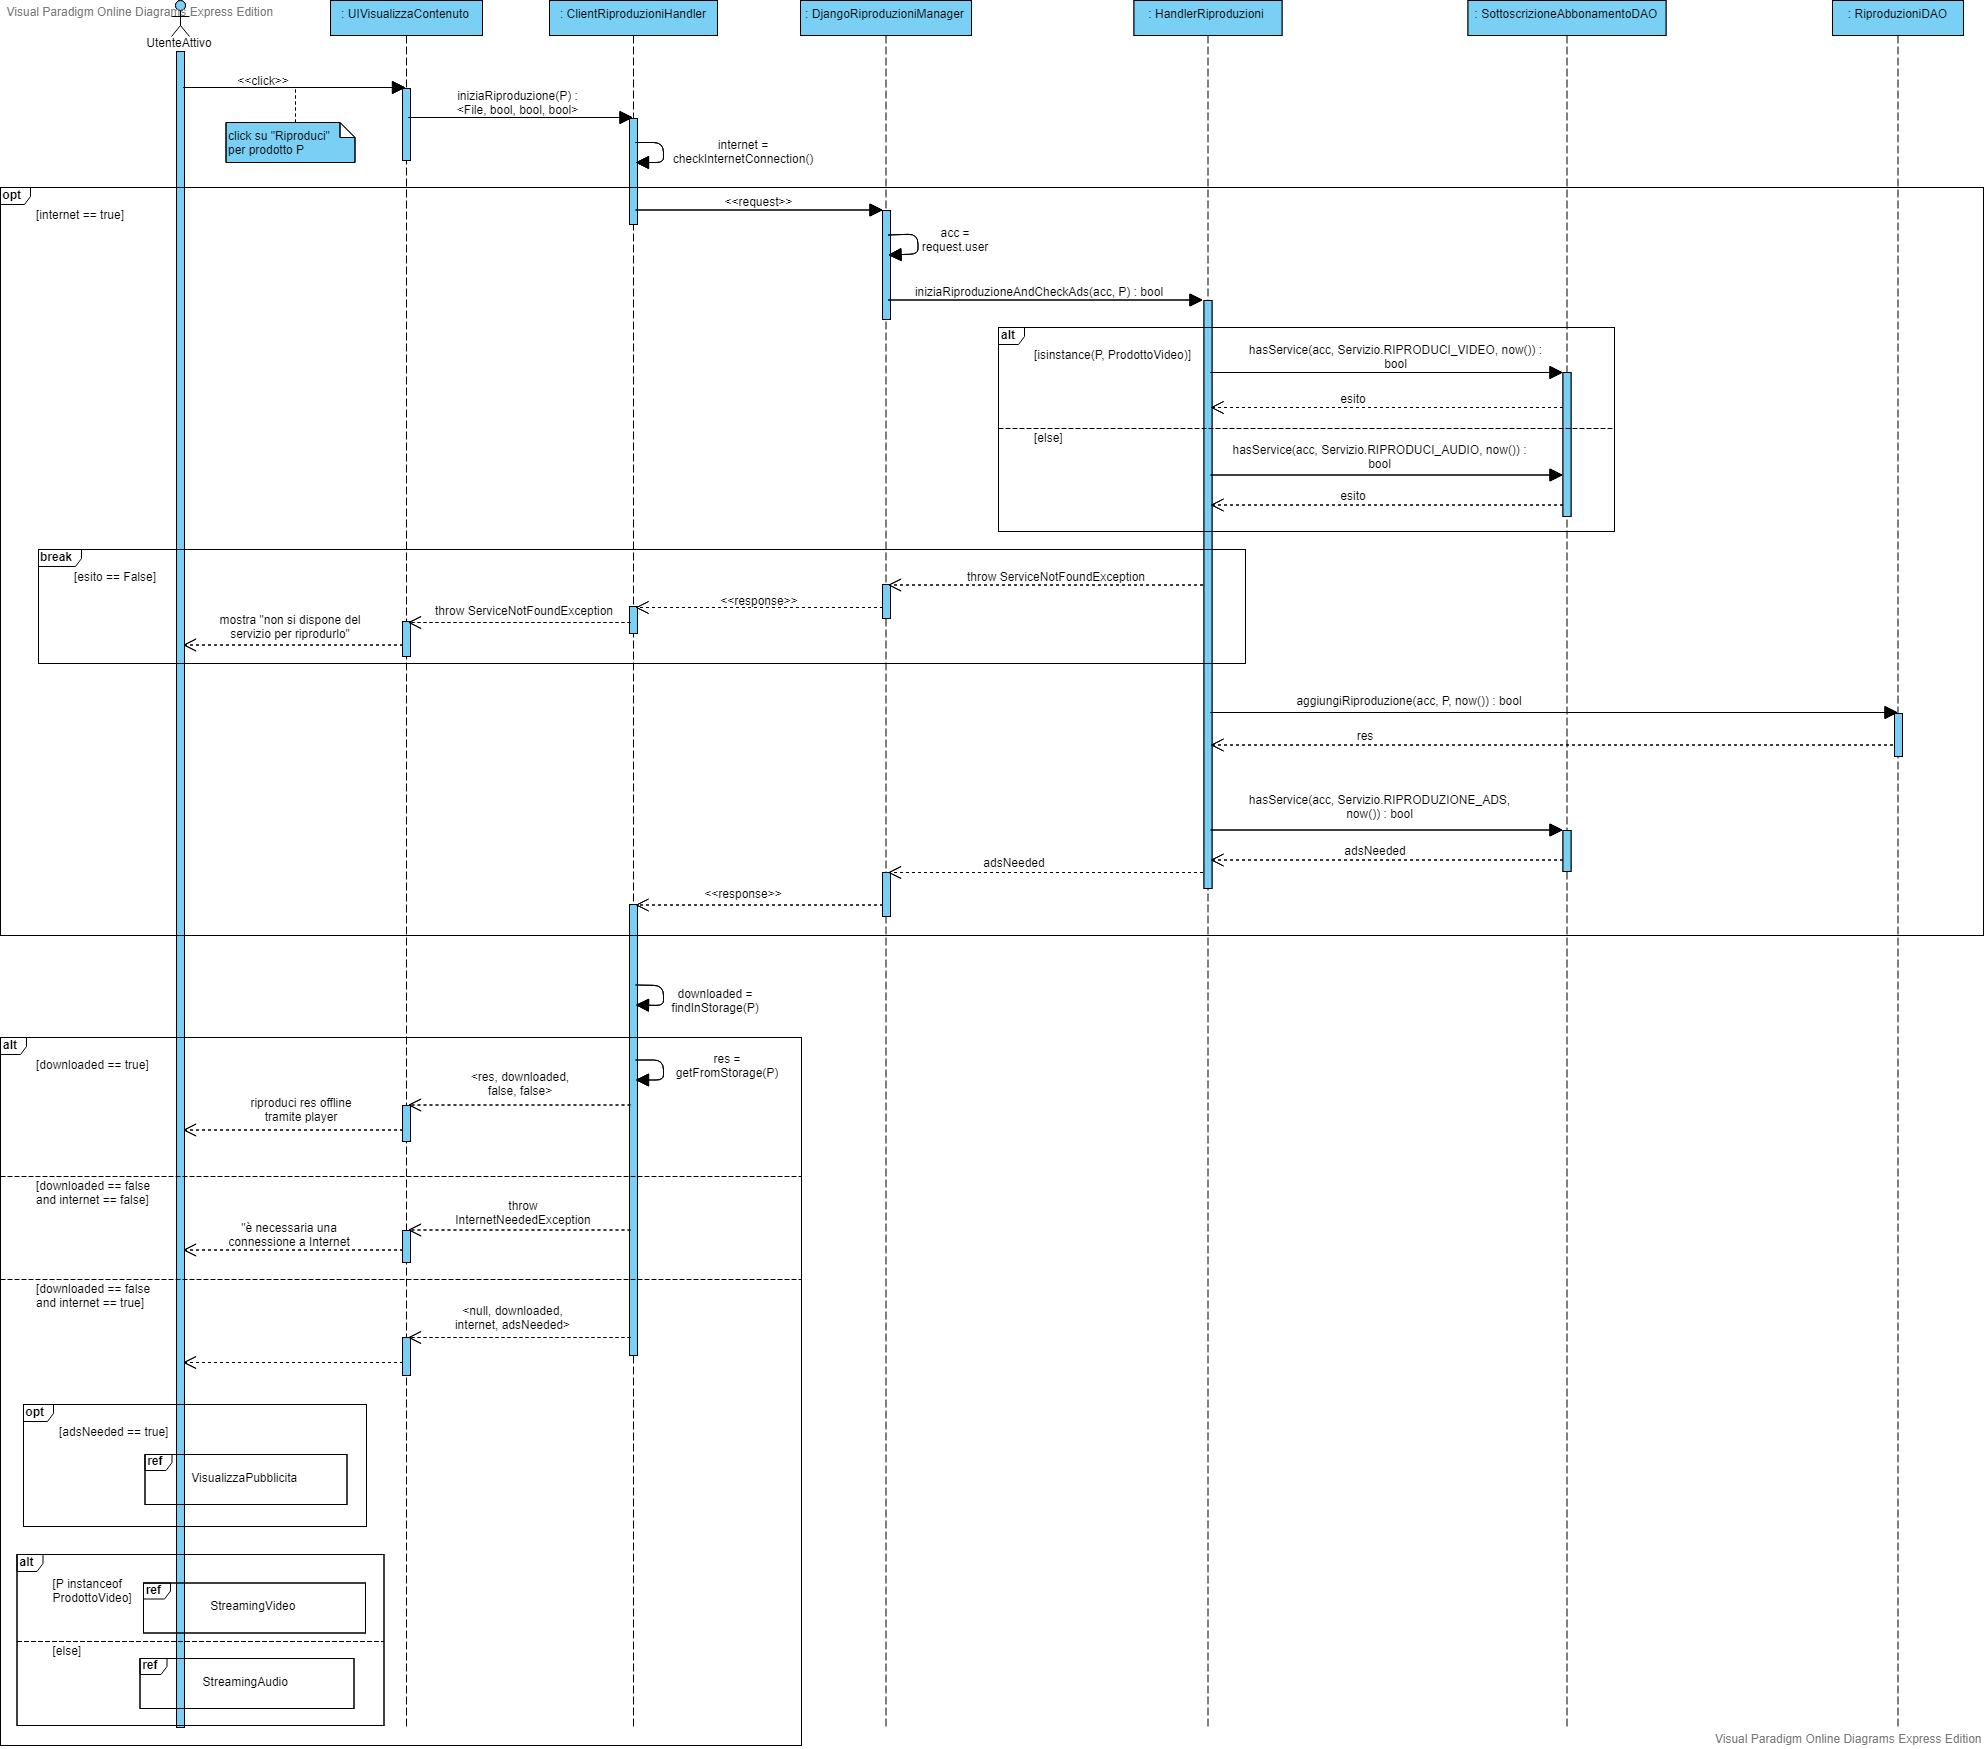 Visual Paradigm Online Diagrams Express Edition
UtenteAttivo
: UIVisualizzaContenuto
: ClientRiproduzioniHandler
: DjangoRiproduzioniManager
: HandlerRiproduzioni
: SottoscrizioneAbbonamentoDAO
: RiproduzioniDAO
<<click>>
click su "Riproduci"
per prodotto P
iniziaRiproduzione(P) :
<File, bool, bool, bool>
internet =
checkInternetConnection()
opt
[internet == true]
<<request>>
acc =
request.user
iniziaRiproduzioneAndCheckAds(acc, P) : bool
alt
[isinstance(P, ProdottoVideo)]
hasService(acc, Servizio.RIPRODUCI_VIDEO, now()) :
bool
esito
[else]
hasService(acc, Servizio.RIPRODUCI_AUDIO, now()) :
bool
esito
break
[esito == False]
throw ServiceNotFoundException
<<response>>
throw ServiceNotFoundException
mostra "non si dispone del
servizio per riprodurlo"
aggiungiRiproduzione(acc, P, now()) : bool
res
hasService(acc, Servizio.RIPRODUZIONE_ADS,
now()) : bool
adsNeeded
adsNeeded
<<response>>
downloaded =
findInStorage(P)
alt
[downloaded == true]
res =
getFromStorage(P)
<res, downloaded,
false, false>
riproduci res offline
tramite player
[downloaded == false
and internet == false]
throw
InternetNeededException
"è necessaria una
connessione a Internet
[downloaded == false
and internet == true]
<null, downloaded,
internet, adsNeeded>
opt
[adsNeeded == true]
ref
VisualizzaPubblicita
alt
[P instanceof
ProdottoVideo]
ref
StreamingVideo
[else]
ref
StreamingAudio
Visual Paradigm Online Diagrams Express Edition